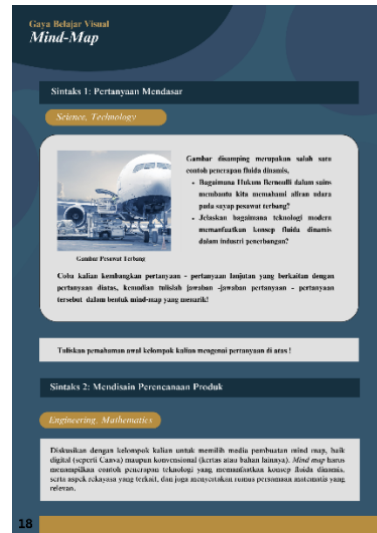 Gaya Belajar Visual
Mind-Map
Sintaks 1: Pertanyaan Mendasar
Science, Technology
Gambar disamping merupakan salah satu
contoh penerapan fluida dinamis.
- Bagaimana Hukum Bernoulli dalam sains
membantu kita memahami aliran udara
pada sayap pesawat terbang?
- Jelaskan bagaimana teknologi modern
memanfaatkan konsep fluida dinamis
dalam industri penerbangan?
Gambar Pesawat Terbang
Coba kalian kembangkan pertanyaan - pertanyaan lanjutan yang berkaitan dengan
pertanyaan diatas, kemudian tulislah jawaban -jawaban pertanyaan - pertanyaan
tersebut dalam bentuk mind-map yang menarik!
Tuliskan pemahaman awal kelompok kalian mengenai pertanyaan di atas !
Sintaks 2: Mendisain Perencanaan Produk
Engineering, Mathematics
Diskusikan dengan kelompok kalian untuk memilih media pembuatan mind map, baik
digital (seperti Canva) maupun konvensional (kertas atau bahan lainnya). Mind map harus
menampilkan contoh penerapan teknologi yang memanfaatkan konsep fluida dinamis,
serta aspek rekayasa yang terkait, dan juga menyertakan rumus persamaan matematis yang
relevan.
18